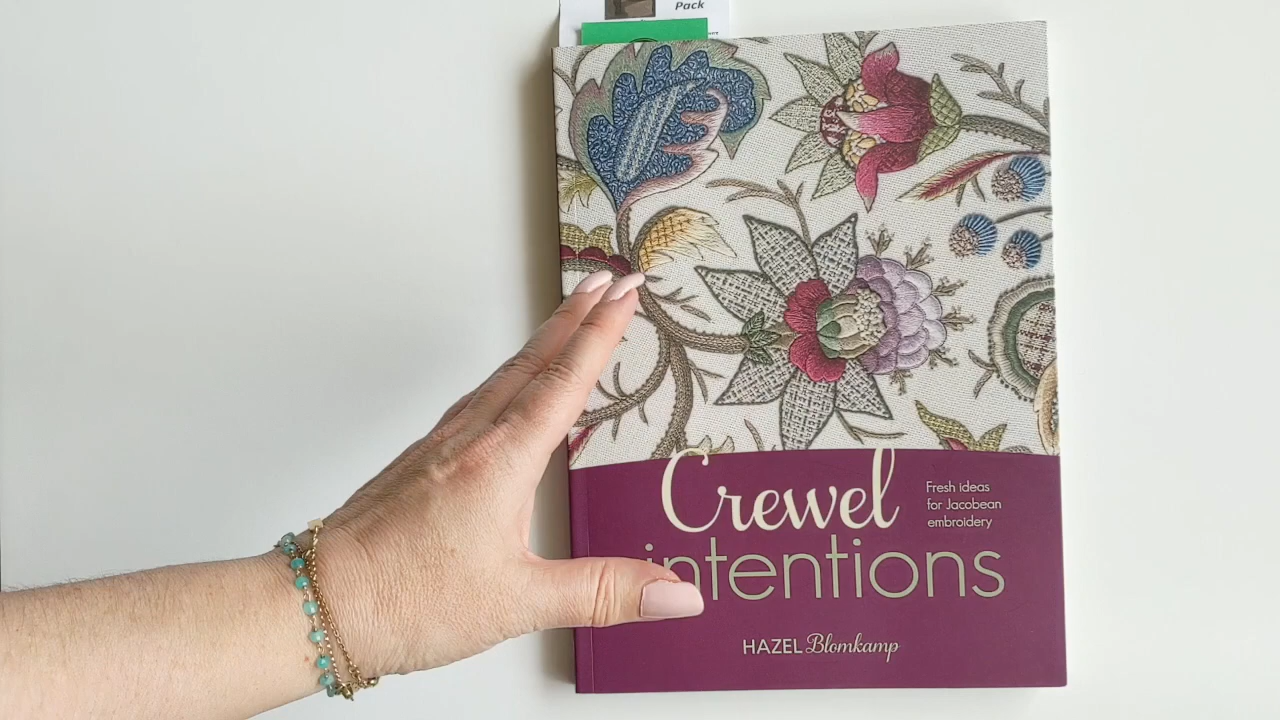 Pack
Crewel
Fresh ideas
for Jacobean
embroidery
intentions
HAZEL Blomkamp